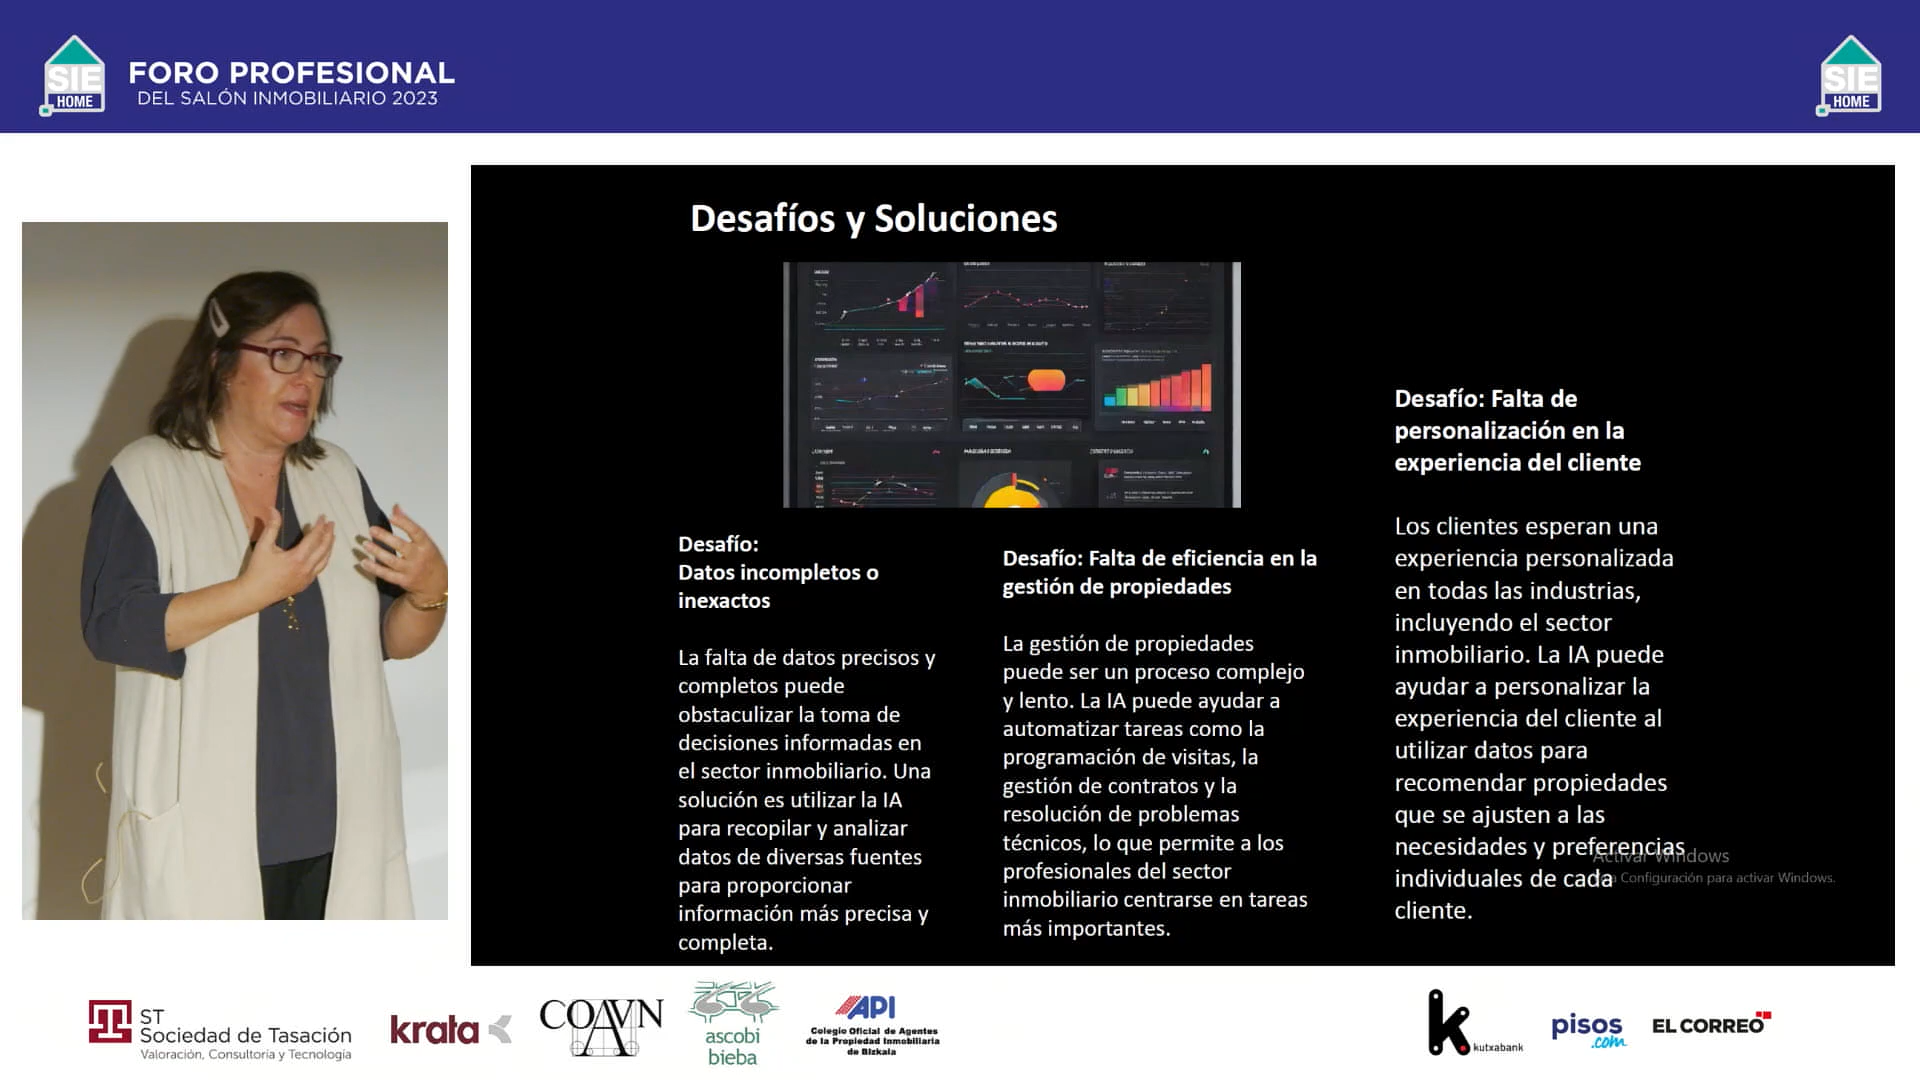 SIE
HOME
FORO PROFESIONAL
DEL SALÓN INMOBILIARIO 2023
SIE
HOME
Desafíos y Soluciones
Desafío:
Datos incompletos o
inexactos
La falta de datos precisos y
completos puede
obstaculizar la toma de
decisiones informadas en
el sector inmobiliario. Una
solución es utilizar la IA
para recopilar y analizar
datos de diversas fuentes
para proporcionar
información más precisa y
completa.
Desafío: Falta de eficiencia en la
gestión de propiedades
La gestión de propiedades
puede ser un proceso complejo
y lento. La IA puede ayudar a
automatizar tareas como la
programación de visitas, la
gestión de contratos y la
resolución de problemas
técnicos, lo que permite a los
profesionales del sector
inmobiliario centrarse en tareas
más importantes.
Desafío: Falta de
personalización en la
experiencia del cliente
Los clientes esperan una
experiencia personalizada
en todas las industrias,
incluyendo el sector
inmobiliario. La IA puede
ayudar a personalizar la
experiencia del cliente al
utilizar datos para
recomendar propiedades
que se ajusten a las
necesidades y preferencias
individuales de cada
cliente.
Activar Windows
a Configuración para activar Windows.
ST
Sociedad de Tasación
Valoración, Consultoría y Tecnología
krata
COAVN
ascobi
bieba
API
Colegio Oficial de Agentes
de la Propiedad Inmobiliaria
de Bizkaia
k
kutxabank
pisos
.com
EL CORREO